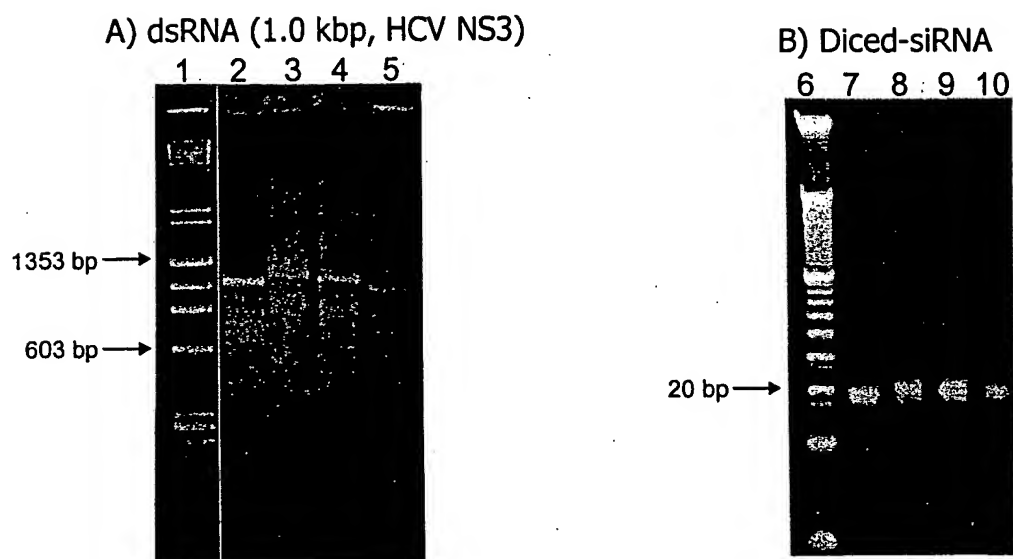 A) dsRNA (1.0 kbp, HCV NS3)
1 2 3 4 5
1353 bp
603 bp
B) Diced-siRNA
6 7 8 9 10
20 bp